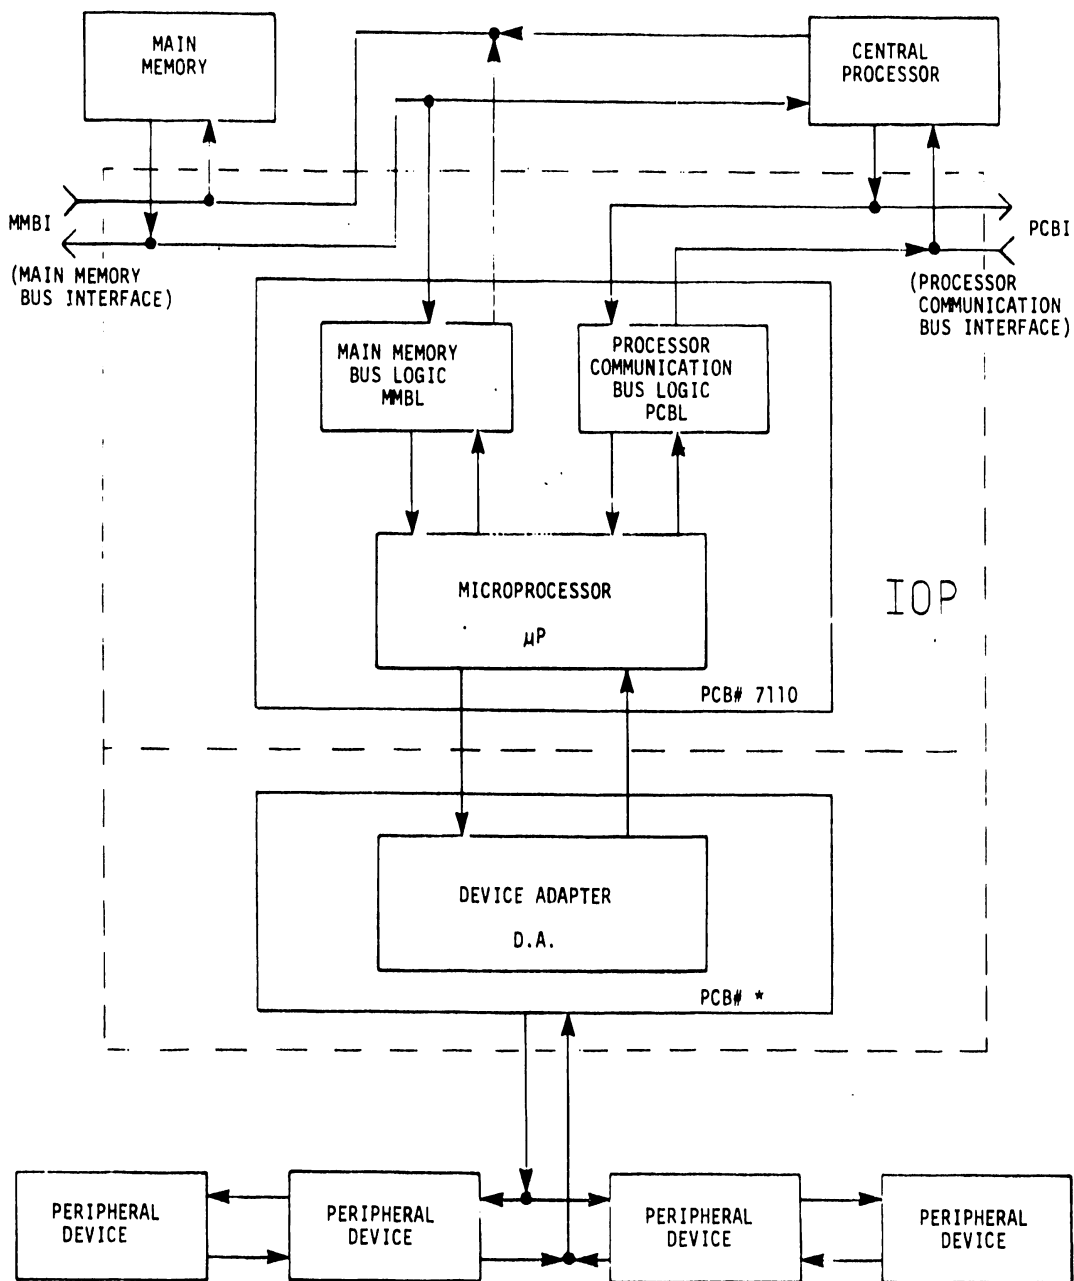 MAIN
MEMORY
CENTRAL
PROCESSOR
MMBI
(MAIN MEMORY
BUS INTERFACE)
PCBI
(PROCESSOR
COMMUNICATION
BUS INTERFACE)
MAIN MEMORY
BUS LOGIC
MMBL
PROCESSOR
COMMUNICATION
BUS LOGIC
PCBL
MICROPROCESSOR
μP
IOP
PCB# 7110
DEVICE ADAPTER
D.A.
PCB# *
PERIPHERAL
DEVICE
PERIPHERAL
DEVICE
PERIPHERAL
DEVICE
PERIPHERAL
DEVICE